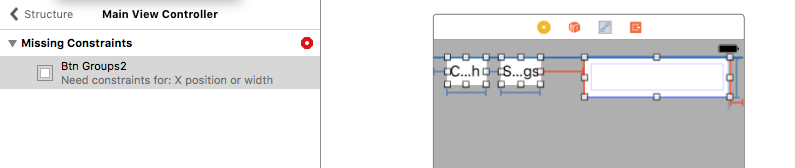 Structure
Main View Controller
Missing Constraints
Btn Groups2
Need constraints for: X position or width
C...h
S...gs